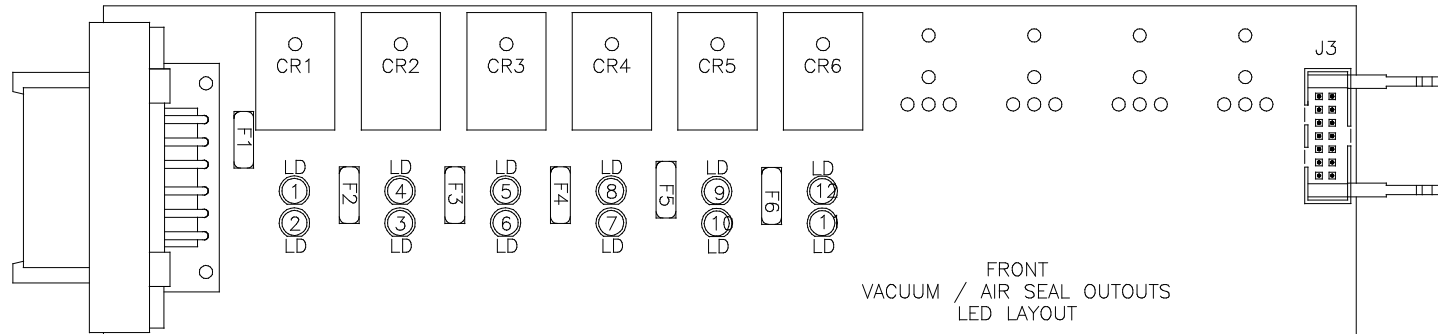 CR1 CR2 CR3 CR4 CR5 CR6 J3
F1
LD LD LD LD LD LD
1 4 5 8 9 12
F2 F3 F4 F5 F6
2 3 6 7 10 11
LD LD LD LD LD LD
FRONT
VACUUM / AIR SEAL OUTOUTS
LED LAYOUT